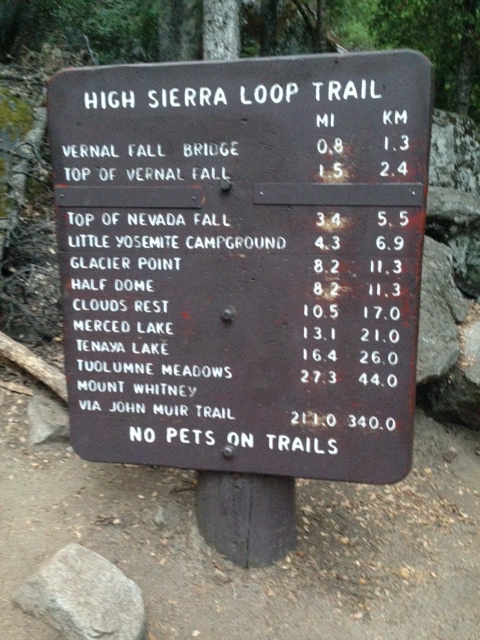 HIGH SIERRA LOOP TRAIL
MI KM
VERNAL FALL BRIDGE 0.8 1.3
TOP OF VERNAL FALL 1.5 2.4
TOP OF NEVADA FALL 3.4 5.5
LITTLE YOSEMITE CAMPGROUND 4.3 6.9
GLACIER POINT 8.2 11.3
HALF DOME 8.2 11.3
CLOUDS REST 10.5 17.0
MERCED LAKE 13.1 21.0
TENAYA LAKE 16.4 26.0
TUOLUMNE MEADOWS 27.3 44.0
MOUNT WHITNEY
VIA JOHN MUIR TRAIL 211.0 340.0
NO PETS ON TRAILS